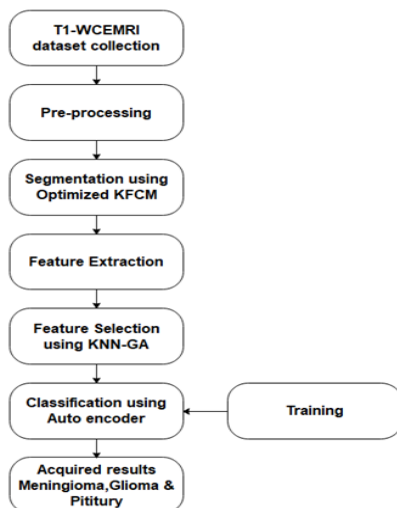 T1-WCEMRI
dataset collection
Pre-processing
Segmentation using
Optimized KFCM
Feature Extraction
Feature Selection
using KNN-GA
Classification using
Auto encoder
Training
Acquired results
Meningioma,Glioma &
Pititury